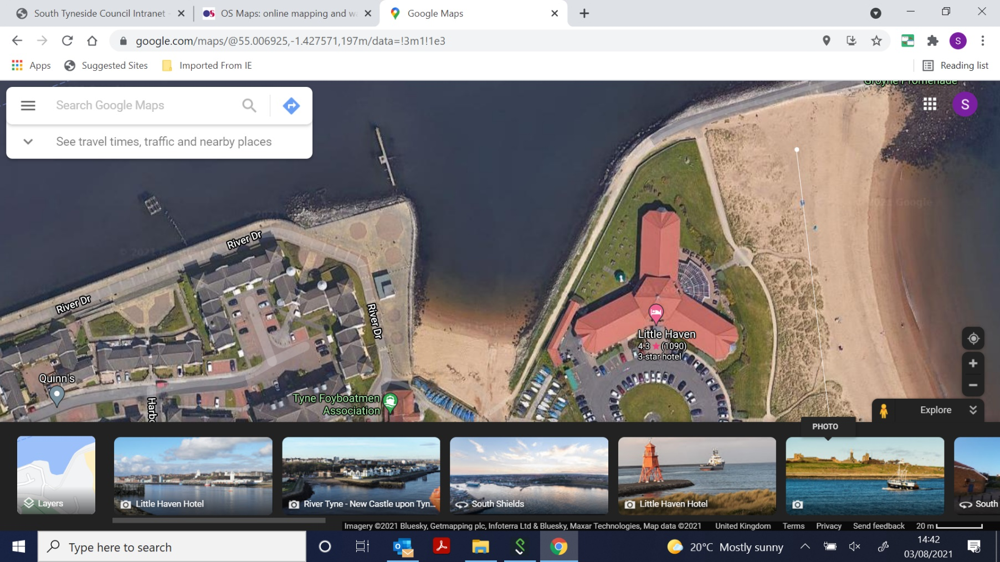 South Tyneside Council Intranet -
OS OS Maps: online mapping and wa
Google Maps
google.com/maps/@55.006925,-1.427571,197m/data=!3m1!1e3
S
Apps
Suggested Sites
Imported From IE
Reading list
Groyne Promenade
Search Google Maps
S
See travel times, traffic and nearby places
River Dr
River Dr
River Dr
Little Haven
4.3 ★ (1090)
3-star hotel
Quinn's
Harbo
Tyne Foyboatmen
Association
Explore
PHOTO
Layers
Little Haven Hotel
River Tyne - New Castle upon Tyn...
South Shields
Little Haven Hotel
South
Imagery ©2021 Bluesky, Getmapping plc, Infoterra Ltd & Bluesky, Maxar Technologies, Map data ©2021 United Kingdom Terms Privacy Send feedback 20 m
Type here to search
20°C Mostly sunny
14:42
03/08/2021